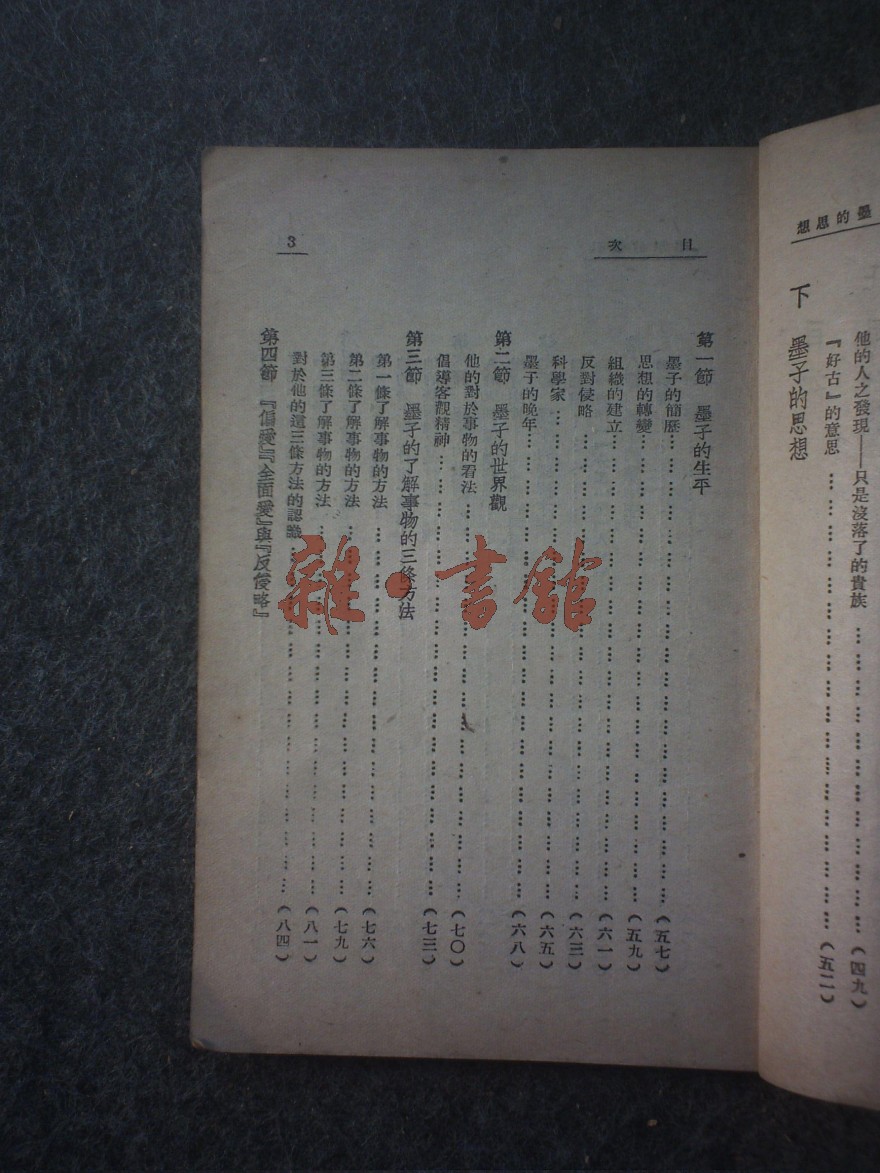 想思的墨
他的人之發現——只是沒落了的貴族……(四九)
『好古』的意思……(五二)
下 墨子的思想
目次
3
第一節 墨子的生平
墨子的簡歷……(五七)
思想的轉變……(五九)
組織的建立……(六一)
反對侵略……(六三)
科學家……(六五)
墨子的晚年……(六八)
第二節 墨子的世界觀
他的對於事物的看法……(七〇)
倡導客觀精神……(七三)
第三節 墨子的了解事物的三條方法
第一條了解事物的方法……(七六)
第二條了解事物的方法……(七九)
第三條了解事物的方法……(八一)
對於他的這三條方法的認識……(八四)
第四節 『偏愛』『全面愛』與『反侵略』
雜·書館